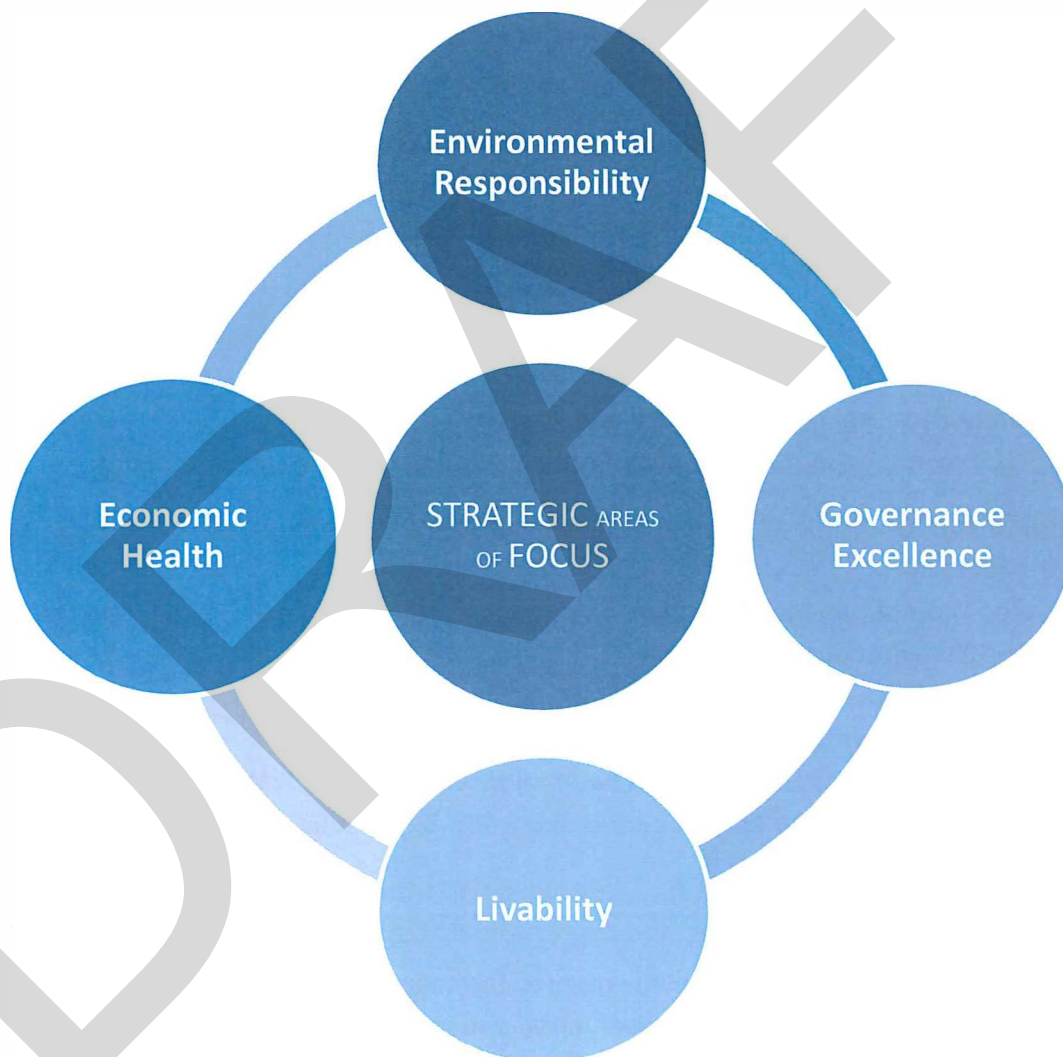 Environmental
Responsibility
Economic
Health
STRATEGIC AREAS
OF FOCUS
Governance
Excellence
Livability
DRAFT